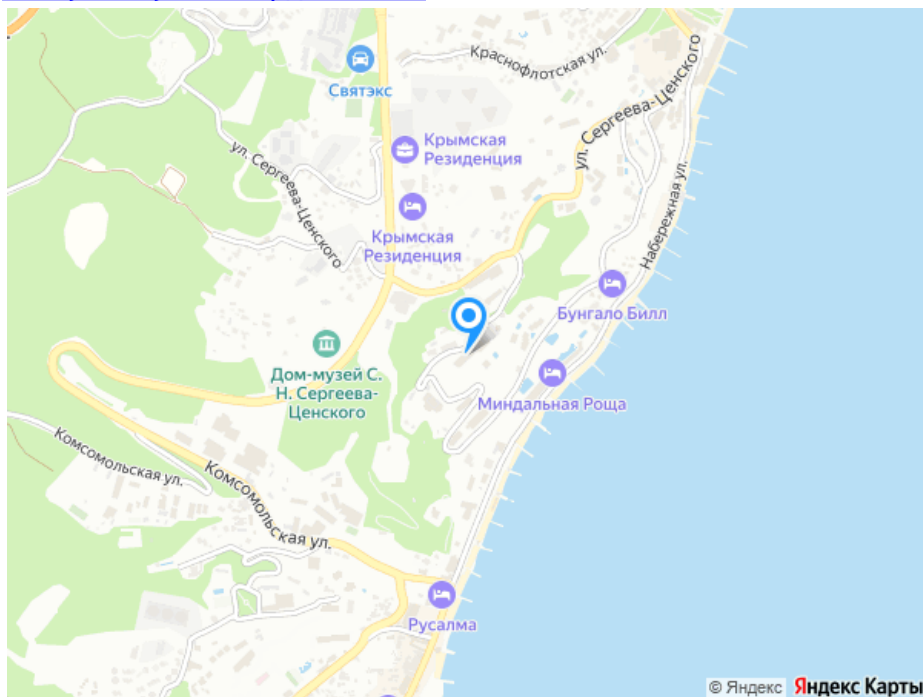 Краснофлотская ул.
Святэкс
ул. Сергеева-Ценского
Крымская
Резиденция
ул. Сергеева-Ценского
Набережная ул.
Крымская
Резиденция
Бунгало Билл
Дом-музей С.
Н. Сергеева-
Ценского
Миндальная Роща
Комсомольская ул.
Комсомольская ул.
Русалма
© Яндекс Яндекс Карты